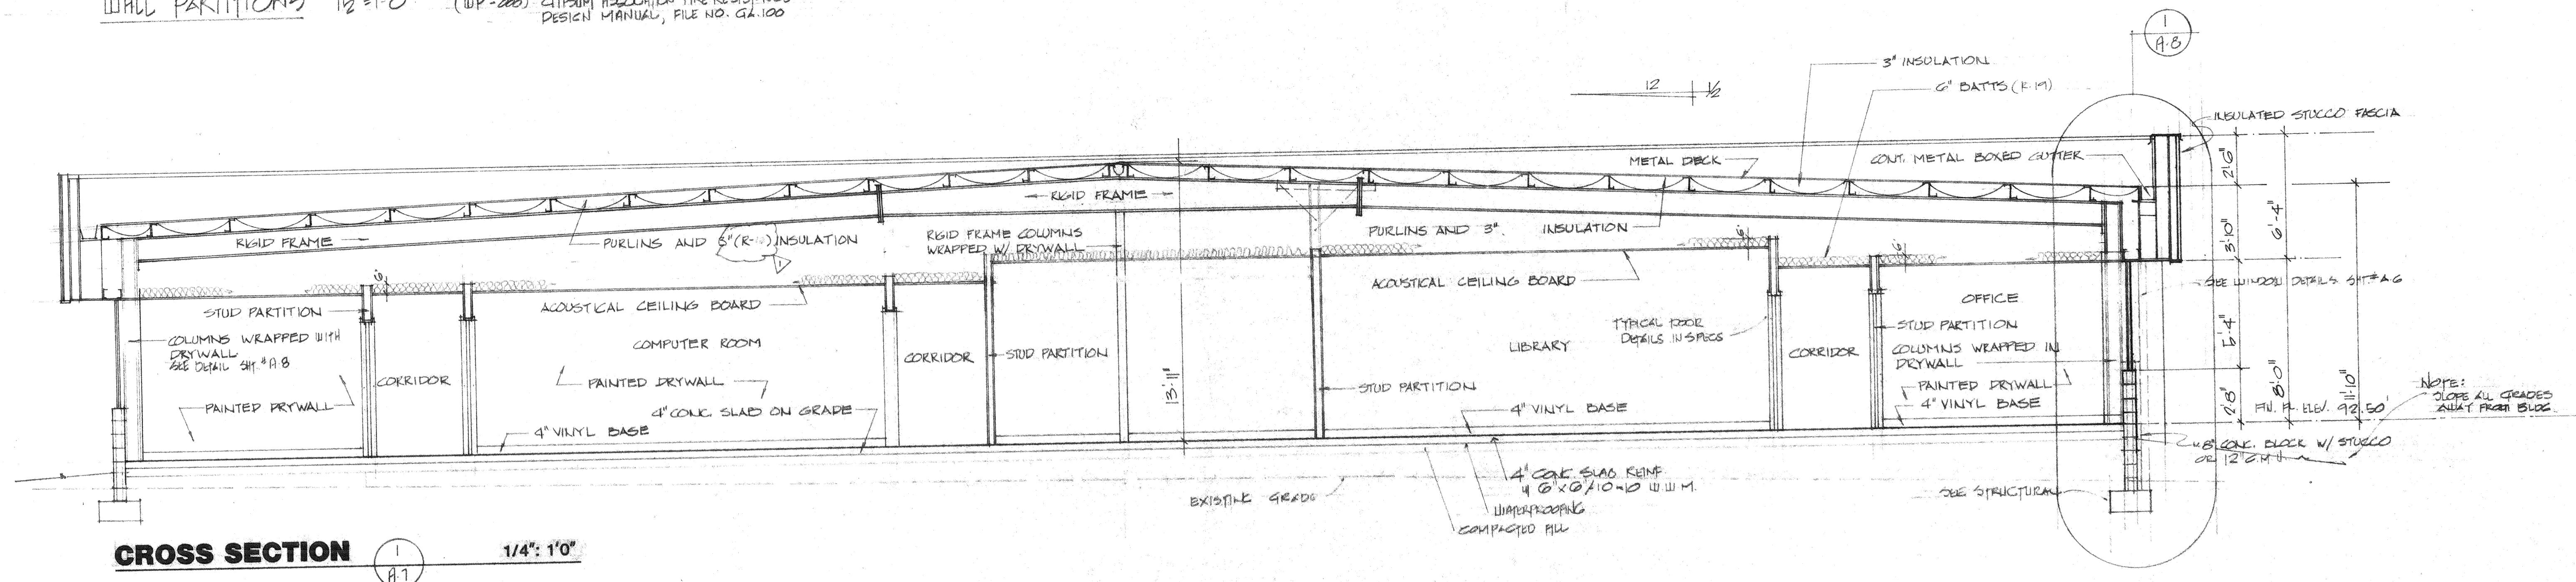 WALL PARTITIONS
DESIGN MANUAL, FILE NO. GA.100
1
A.8
3" INSULATION
12
1/2
6" BATTS (R-19)
INSULATED STUCCO FASCIA
METAL DECK
CONT. METAL BOXED GUTTER
2'6"
RIGID FRAME
RIGID FRAME
PURLINS AND
INSULATION
RIGID FRAME COLUMNS
WRAPPED W/ DRYWALL
PURLINS AND 3"
INSULATION
6"
6"
6"
3'10"
6'-4"
STUD PARTITION
ACOUSTICAL CEILING BOARD
ACOUSTICAL CEILING BOARD
SEE WINDOW DETAILS SHT.# A-6
OFFICE
COLUMNS WRAPPED WITH
DRYWALL
SEE DETAIL SHT. # A-8
COMPUTER ROOM
CORRIDOR
STUD PARTITION
LIBRARY
TYPICAL DOOR
DETAILS IN SPECS
CORRIDOR
STUD PARTITION
COLUMNS WRAPPED IN
DRYWALL
5'-4"
CORRIDOR
PAINTED DRYWALL
13'-11"
STUD PARTITION
PAINTED DRYWALL
PAINTED DRYWALL
4" CONC. SLAB ON GRADE
4" VINYL BASE
4" VINYL BASE
4" VINYL BASE
2'8"
8'-0"
11'-10"
FIN. FL. ELEV. 92.50'
NOTE:
SLOPE ALL GRADES
AWAY FROM BLDG.
8" CONC. BLOCK W/ STUCCO
OR 12"
EXISTING GRADE
4" CONC. SLAB REINF.
6"x6" 10-10 W.W.M.
WATERPROOFING
COMPACTED FILL
SEE STRUCTURAL
CROSS SECTION
1
A.7
1/4": 1'0"